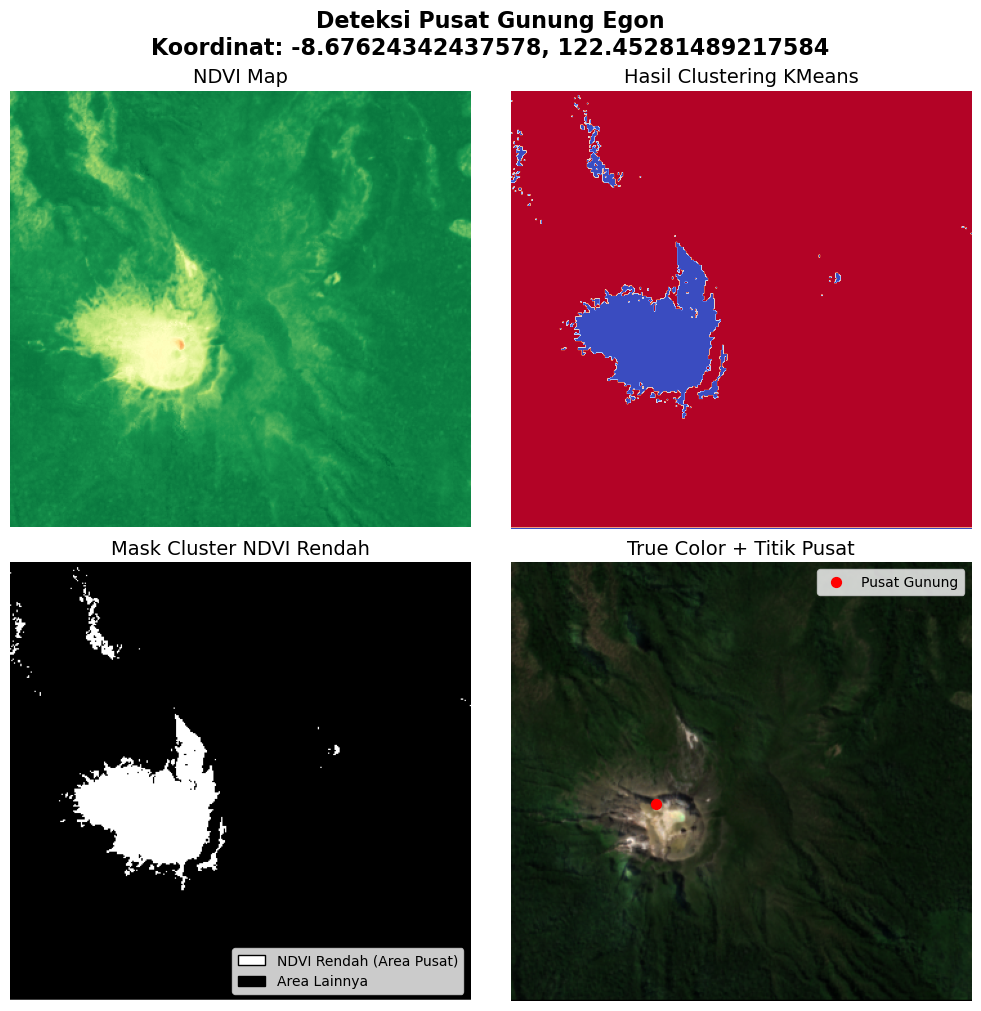 Deteksi Pusat Gunung Egon
Koordinat: -8.67624342437578, 122.45281489217584
NDVI Map
Hasil Clustering KMeans
Mask Cluster NDVI Rendah
True Color + Titik Pusat
Pusat Gunung
NDVI Rendah (Area Pusat)
Area Lainnya